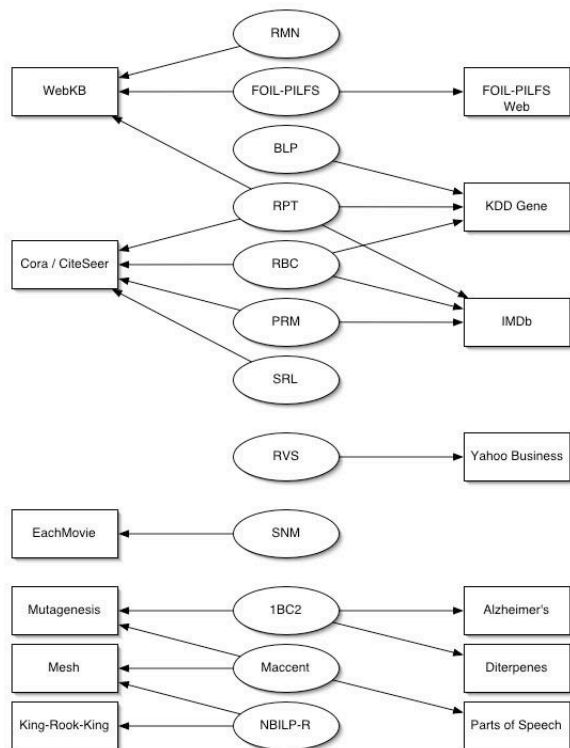 RMN
WebKB
FOIL-PILFS
FOIL-PILFS
Web
BLP
RPT
KDD Gene
Cora / CiteSeer
RBC
PRM
IMDb
SRL
RVS
Yahoo Business
EachMovie
SNM
Mutagenesis
1BC2
Alzheimer's
Mesh
Maccent
Diterpenes
King-Rook-King
NBILP-R
Parts of Speech